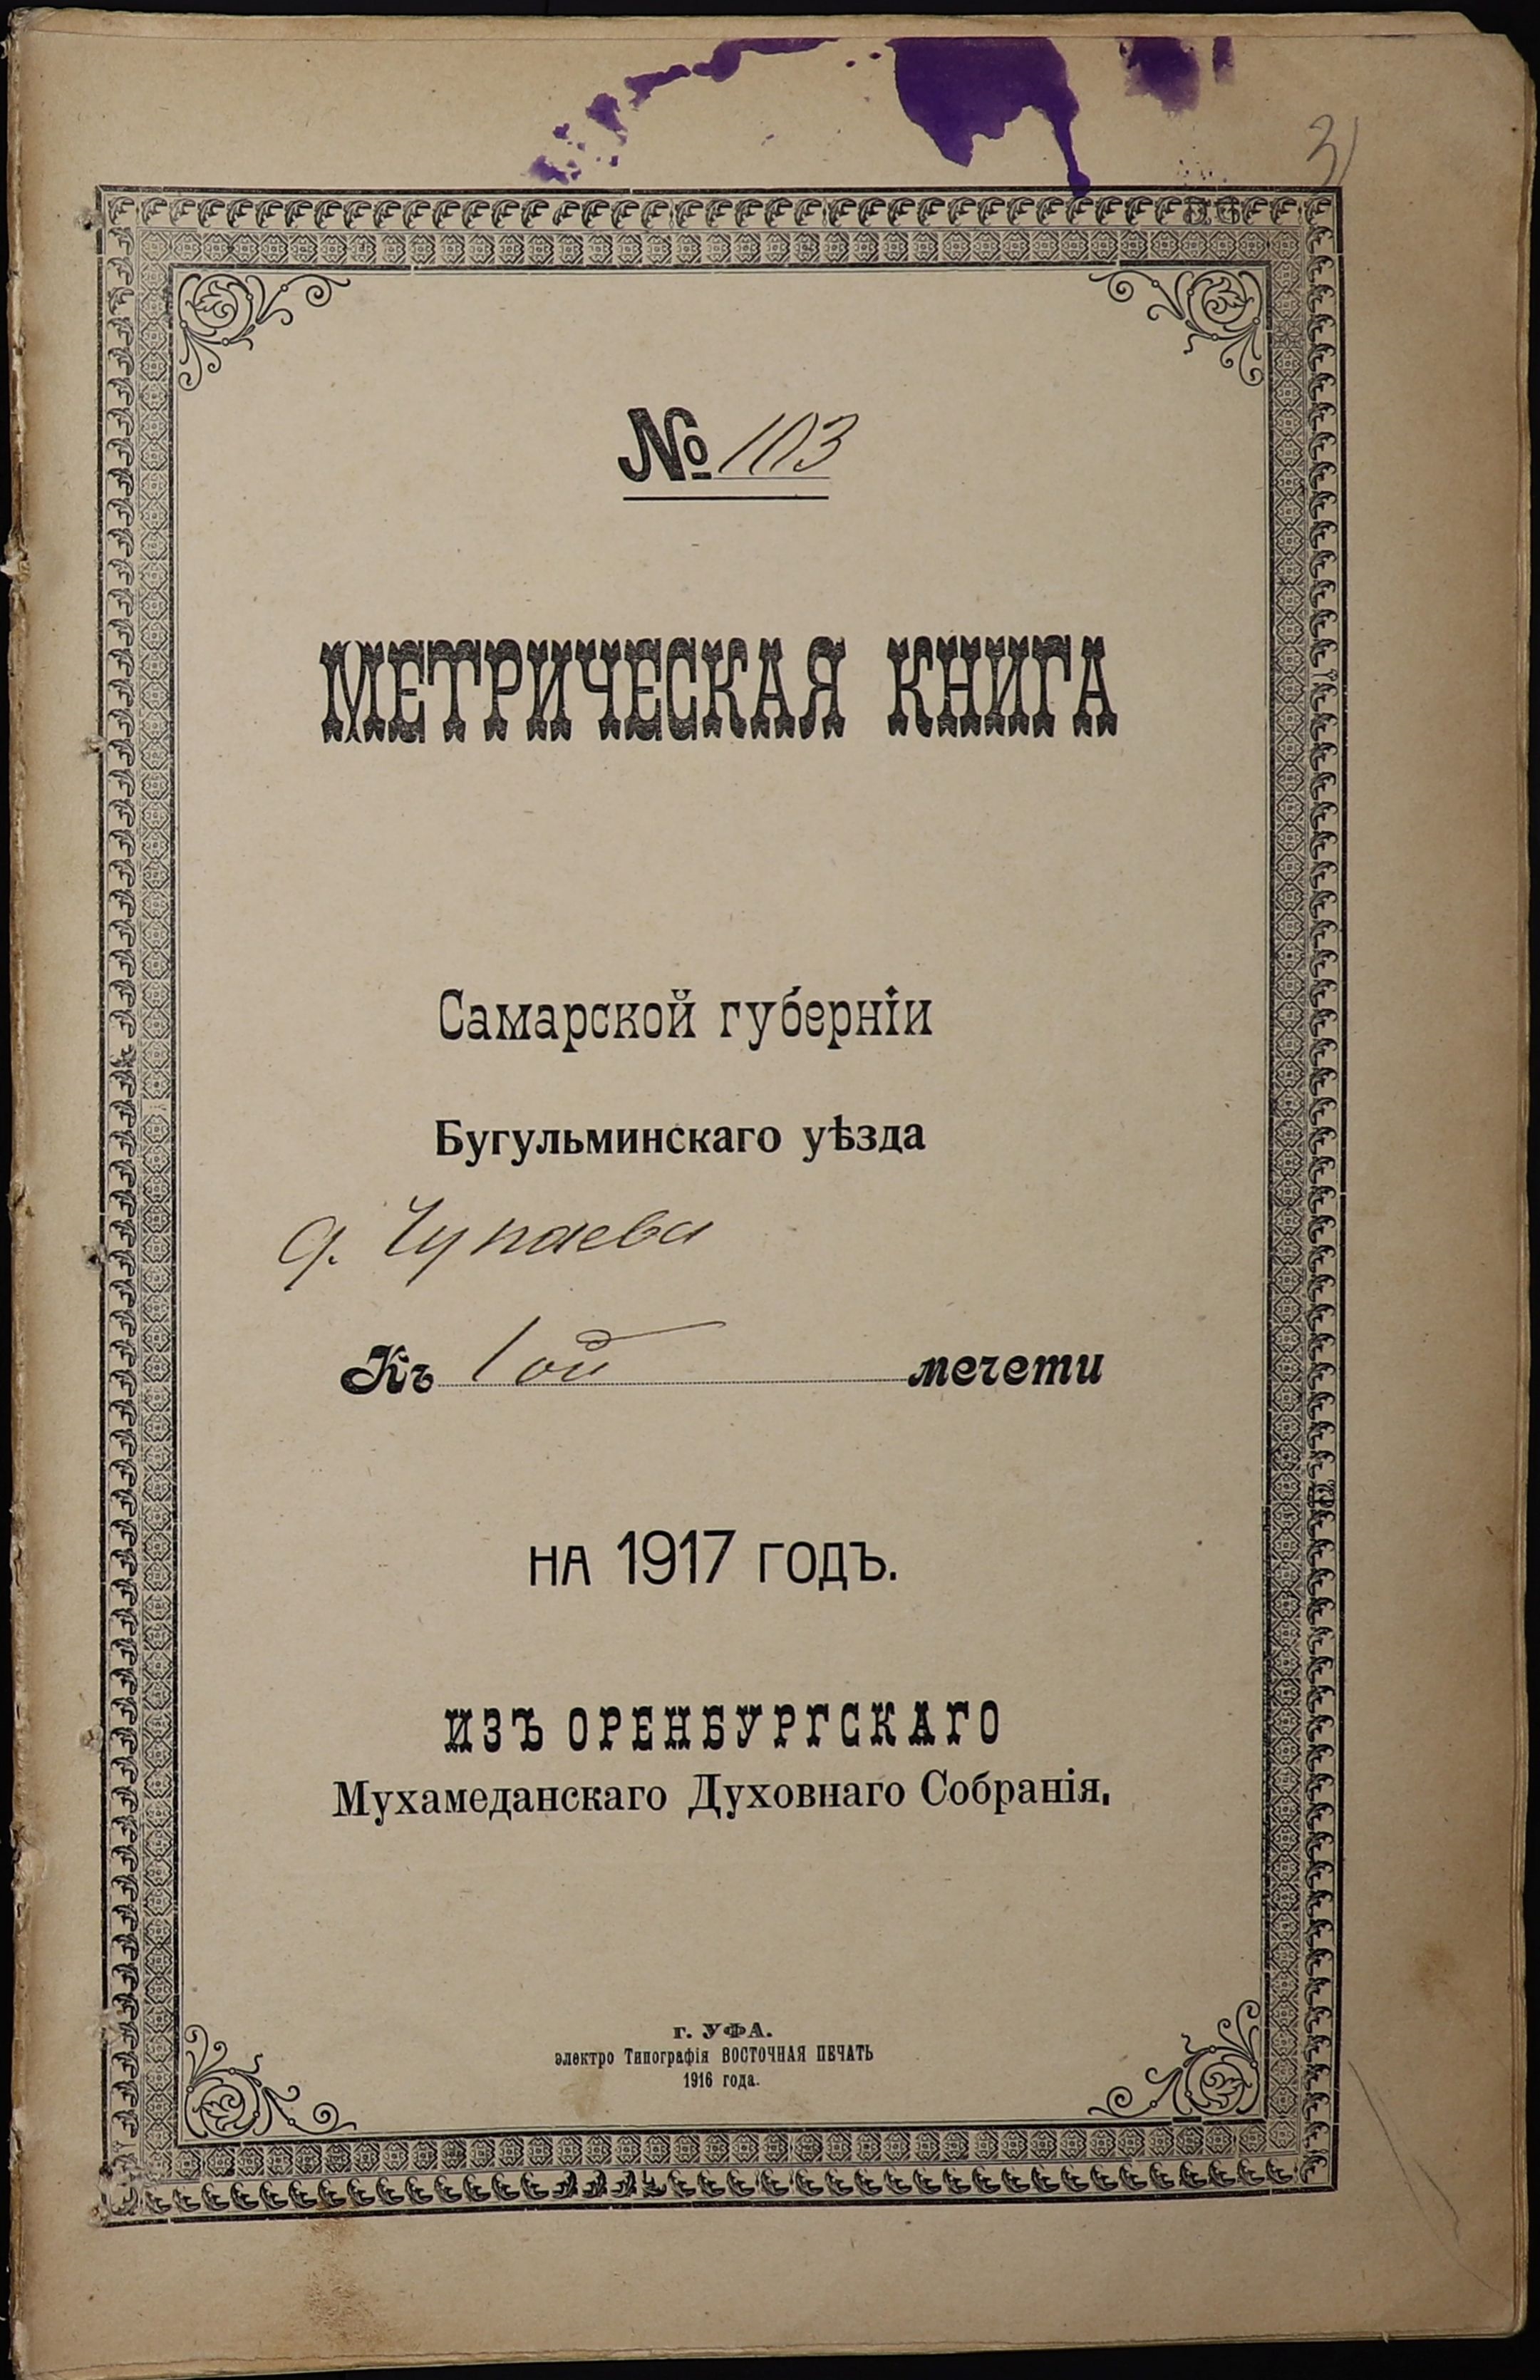 № 103
МЕТРИЧЕСКАЯ КНИГА
Самарской губерніи
Бугульминскаго уѣзда
д. Чупаева
Къ 1ой мечети
НА 1917 ГОДЪ.
ИЗЪ ОРЕНБУРГСКАГО
Мухамеданскаго Духовнаго Собранія.
г. УФА.
электро Типографія ВОСТОЧНАЯ ПЕЧАТЬ
1916 года.